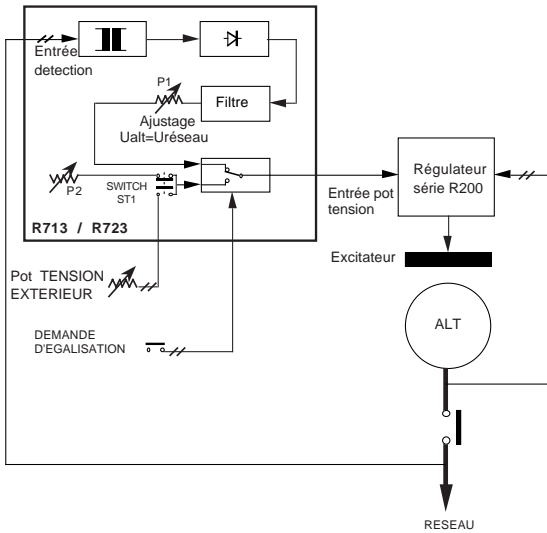 Entrée
detection
P1
Filtre
Ajustage
Ualt=Uréseau
P2
SWITCH
ST1
R713 / R723
Entrée pot
tension
Régulateur
série R200
Pot TENSION
EXTERIEUR
Excitateur
ALT
DEMANDE
D'EGALISATION
RESEAU